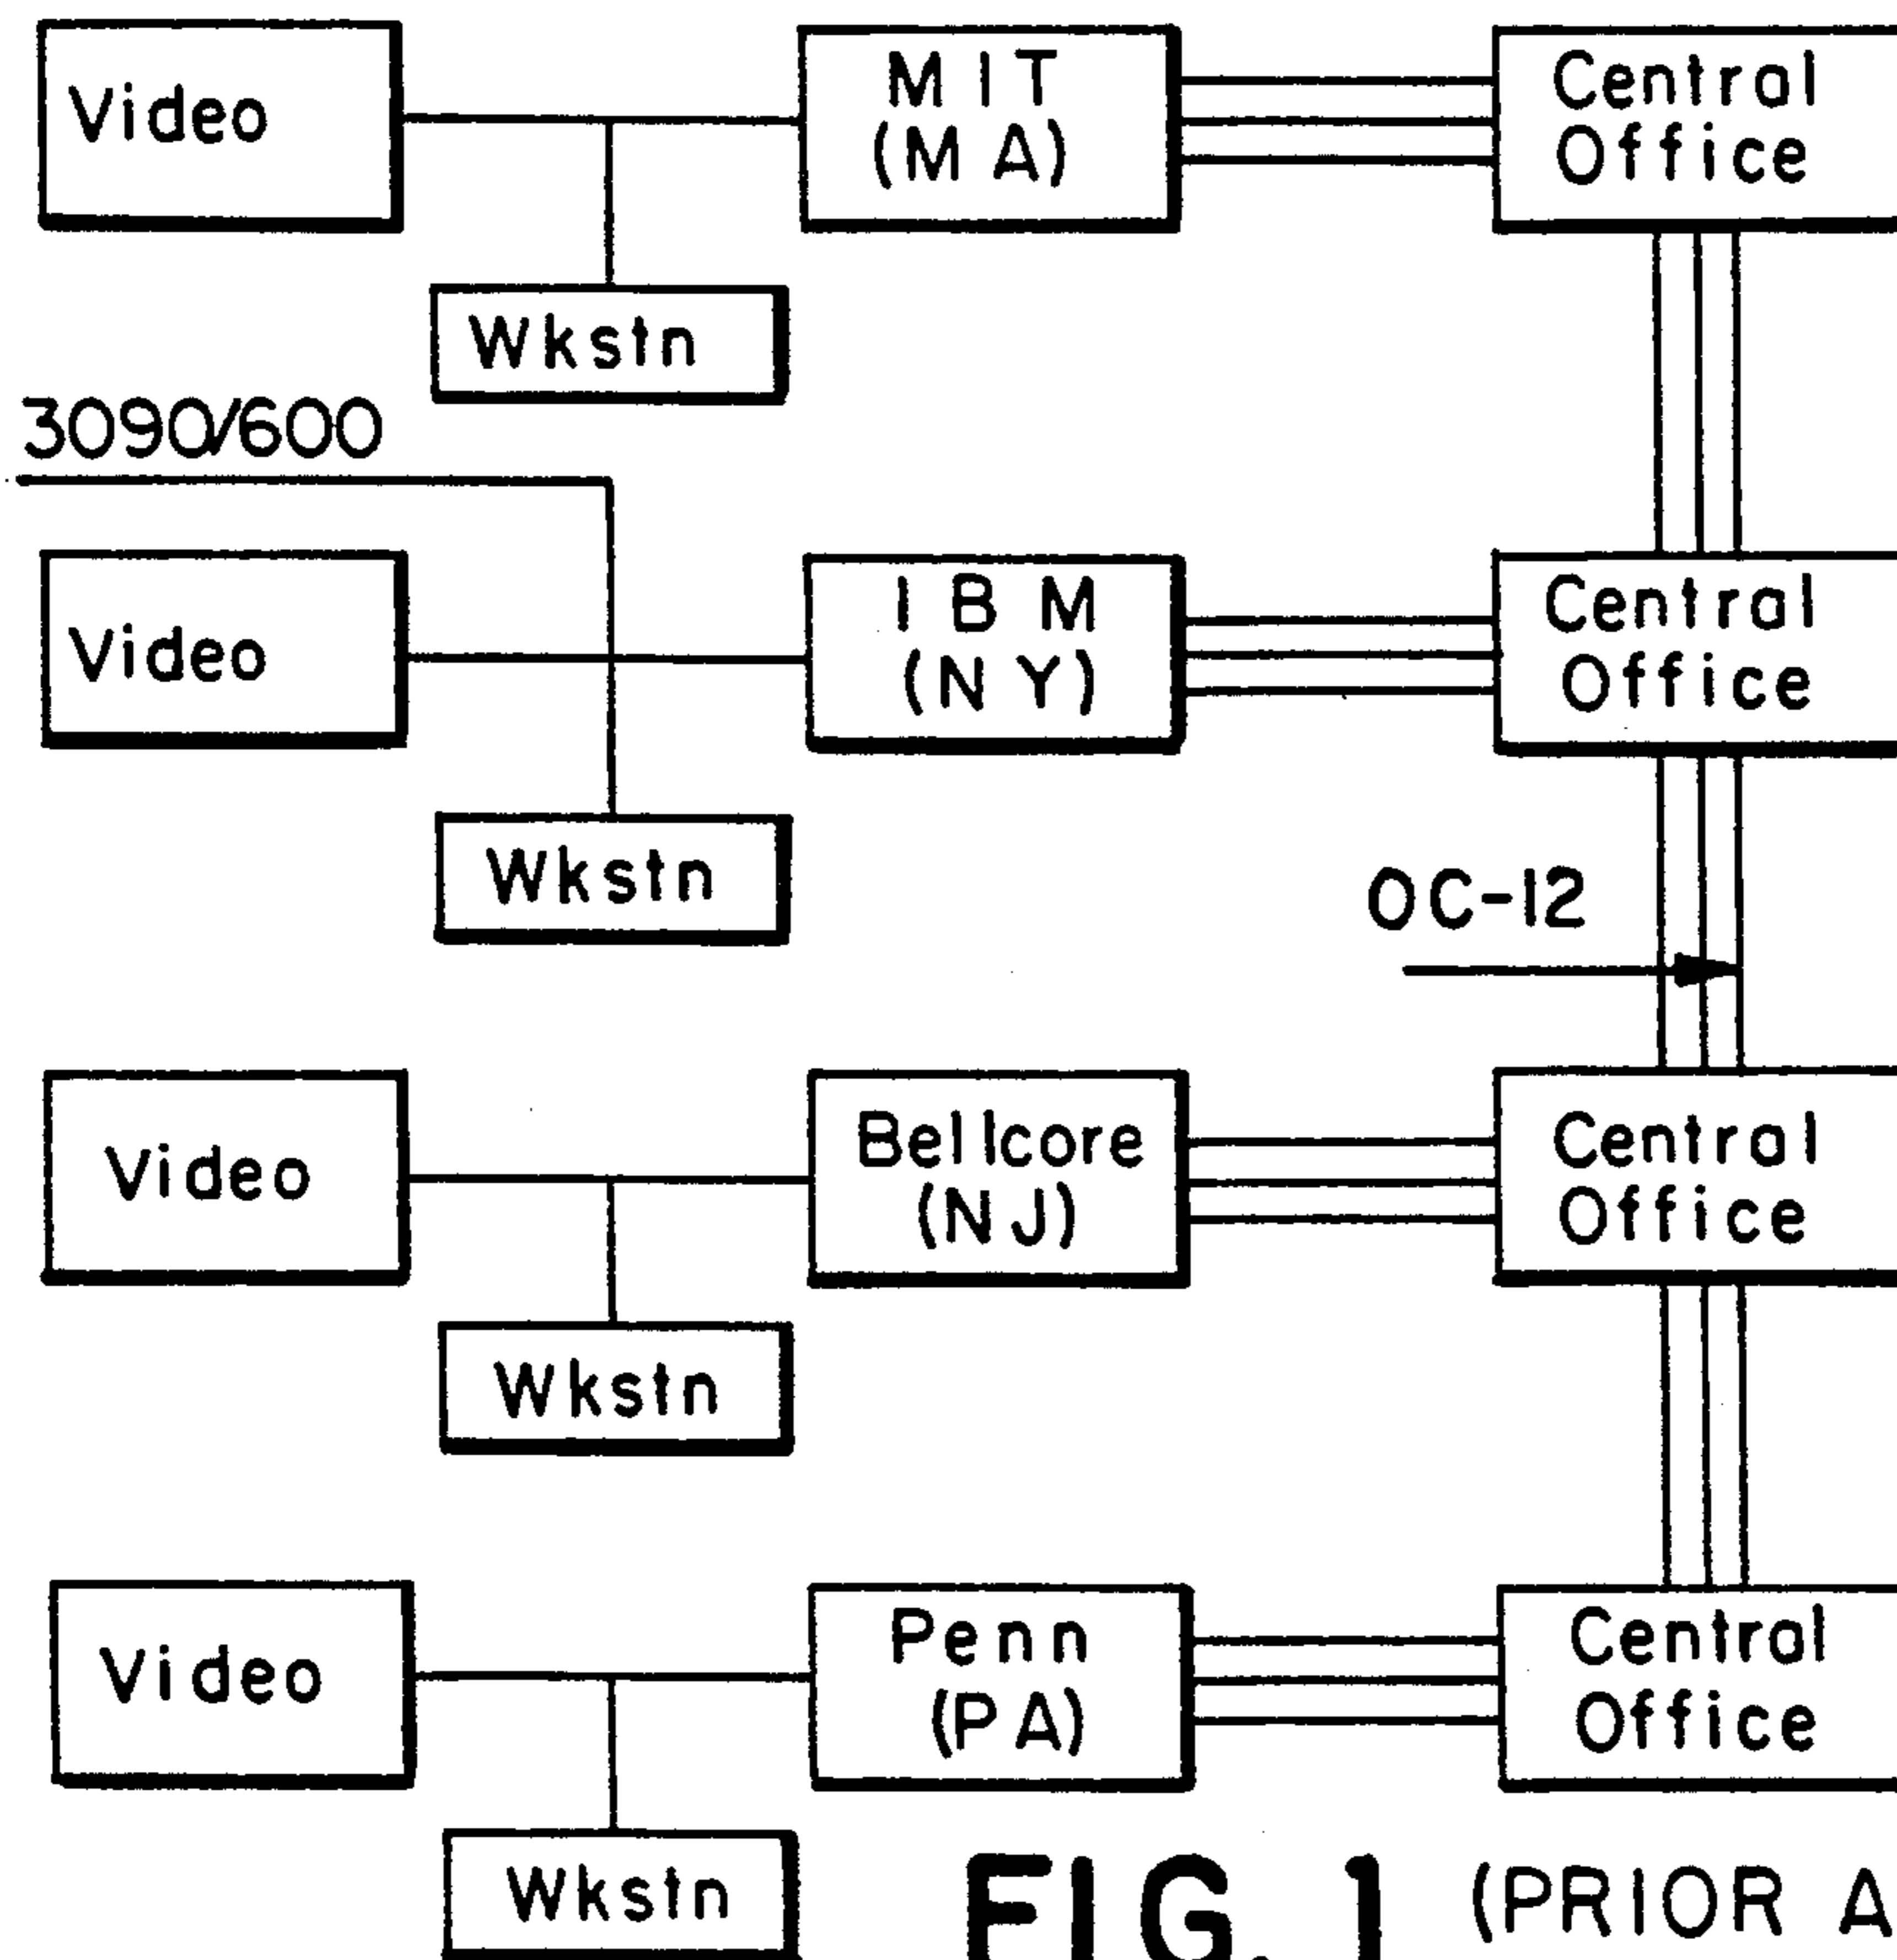 Video
MIT
(MA)
Central
Office
Wkstn
3090/600
Video
IBM
(NY)
Central
Office
Wkstn
OC-12
Video
Bellcore
(NJ)
Central
Office
Wkstn
Video
Penn
(PA)
Central
Office
Wkstn
FIG. 1 (PRIOR A